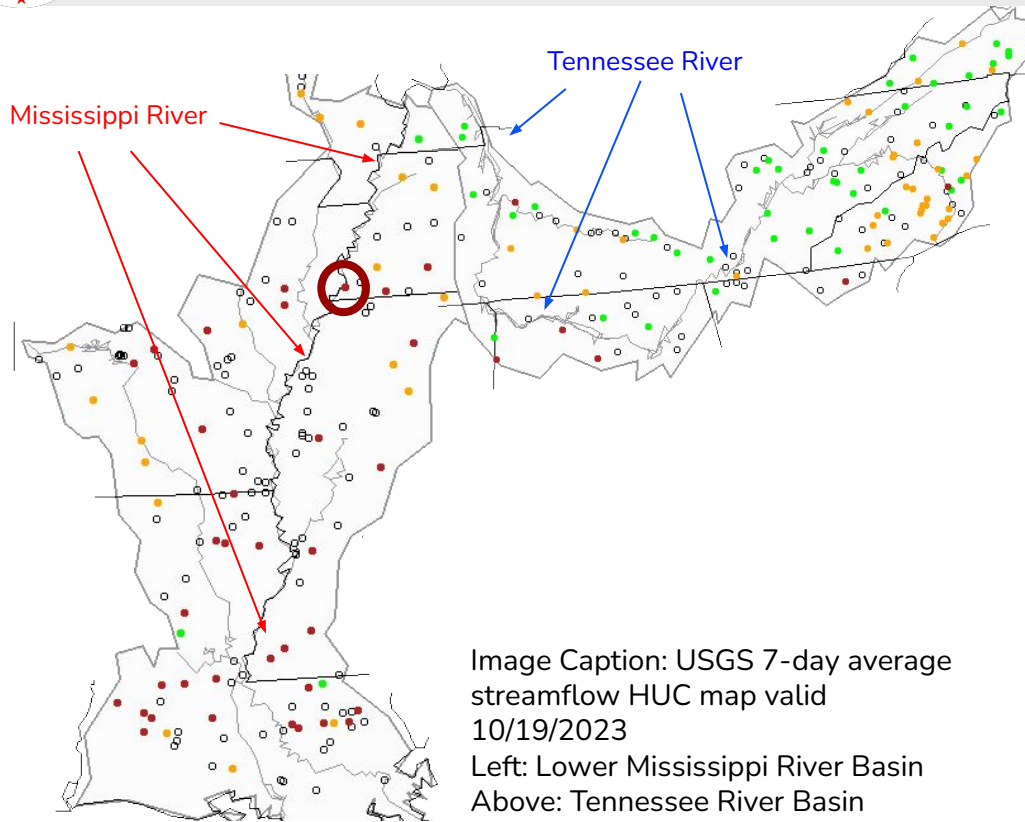 Tennessee River
Mississippi River
Image Caption: USGS 7-day average
streamflow HUC map valid
10/19/2023
Left: Lower Mississippi River Basin
Above: Tennessee River Basin